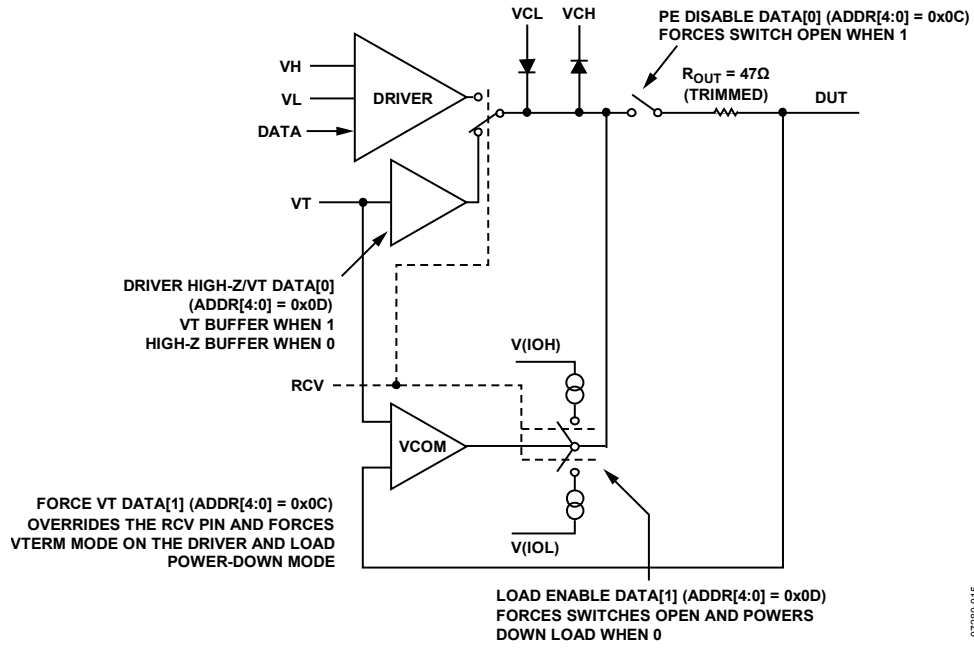 VCL VCH
PE DISABLE DATA[0] (ADDR[4:0] = 0x0C)
FORCES SWITCH OPEN WHEN 1
VH
VL
DATA
DRIVER
ROUT = 47Ω
(TRIMMED)
DUT
VT
DRIVER HIGH-Z/VT DATA[0]
(ADDR[4:0] = 0x0D)
VT BUFFER WHEN 1
HIGH-Z BUFFER WHEN 0
V(IOH)
RCV
VCOM
FORCE VT DATA[1] (ADDR[4:0] = 0x0C)
OVERRIDES THE RCV PIN AND FORCES
VTERM MODE ON THE DRIVER AND LOAD
POWER-DOWN MODE
V(IOL)
LOAD ENABLE DATA[1] (ADDR[4:0] = 0x0D)
FORCES SWITCHES OPEN AND POWERS
DOWN LOAD WHEN 0